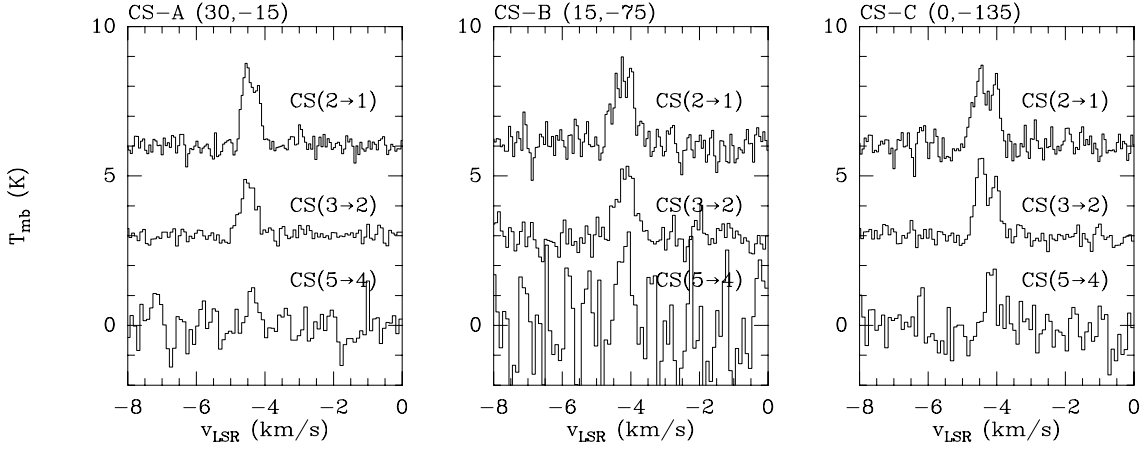 CS-A (30,-15)
CS-B (15,-75)
CS-C (0,-135)
10
10
10
CS(2→1)
CS(2→1)
CS(2→1)
5
5
5
T_mb (K)
CS(3→2)
CS(3→2)
CS(3→2)
CS(5→4)
CS(5→4)
CS(5→4)
0
0
0
−8 −6 −4 −2 0
−8 −6 −4 −2 0
−8 −6 −4 −2 0
v_LSR (km/s)
v_LSR (km/s)
v_LSR (km/s)